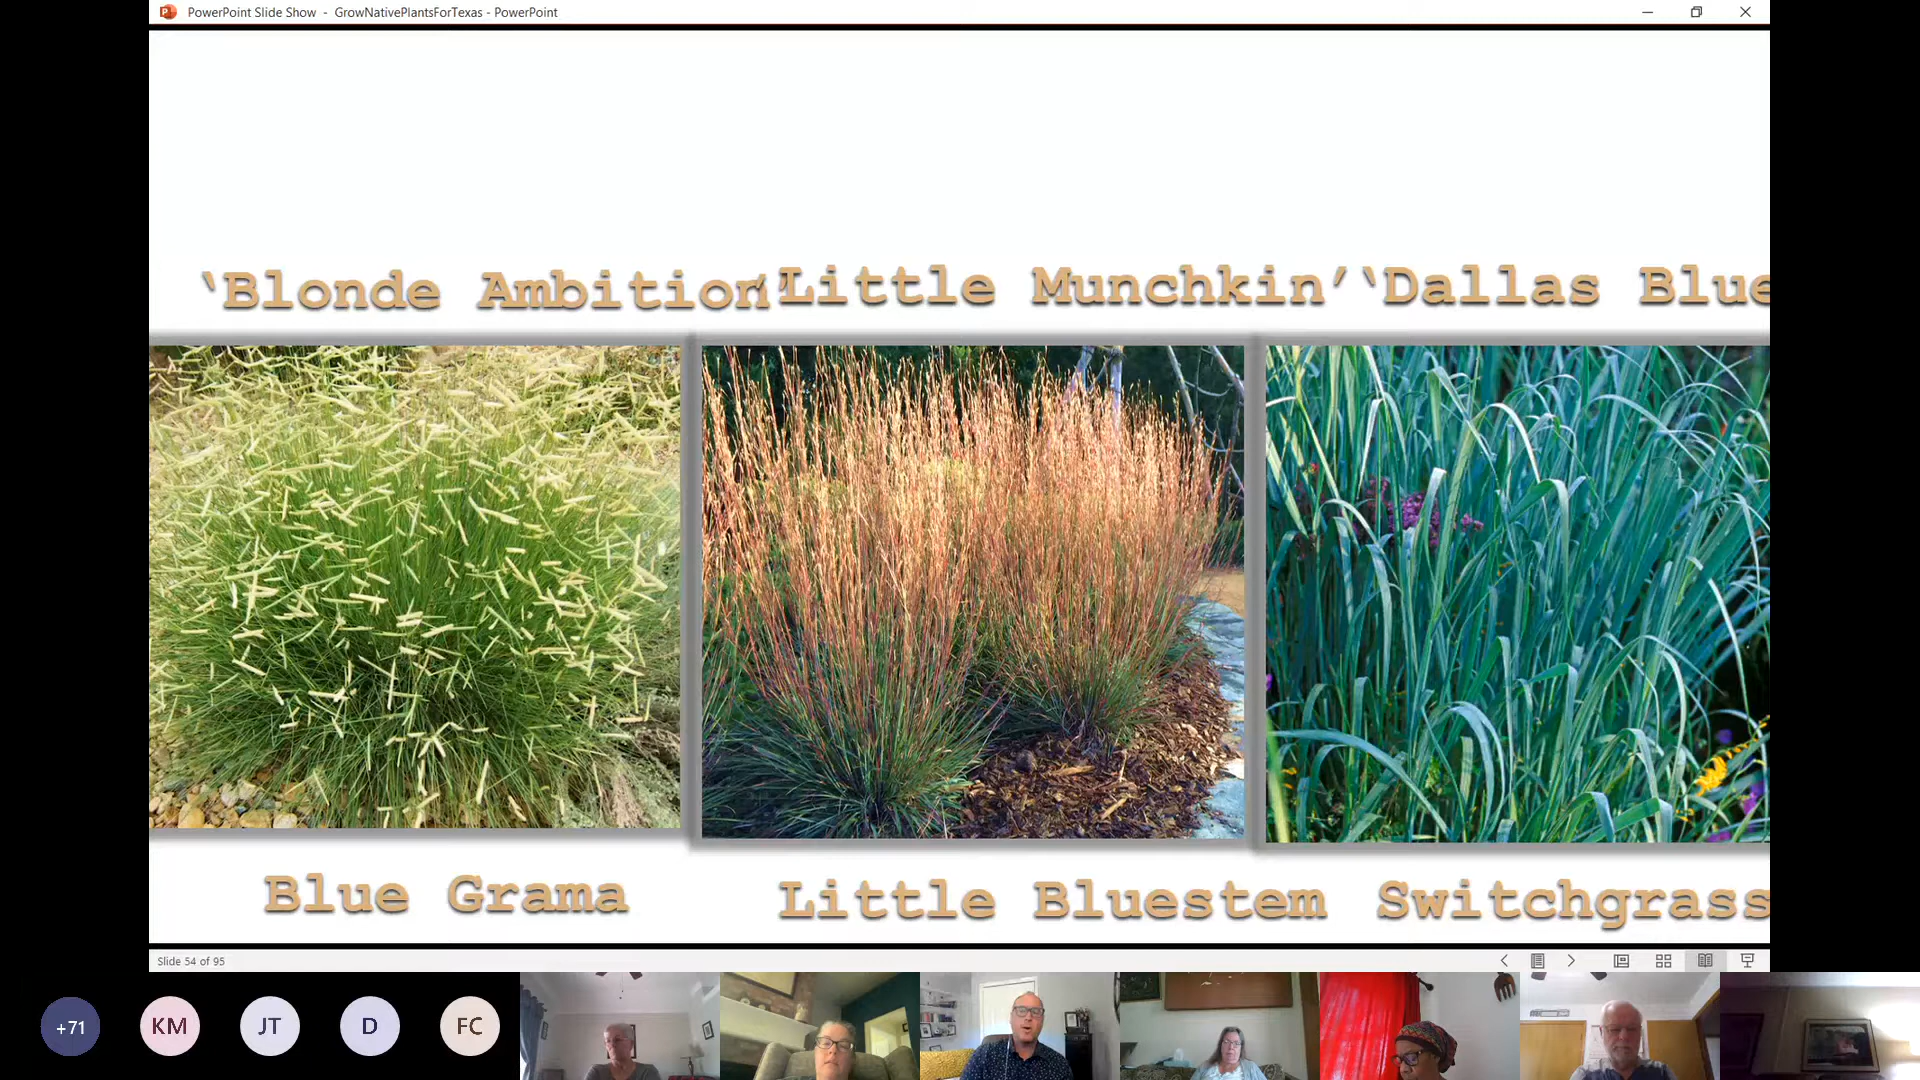 PowerPoint Slide Show - GrowNativePlantsForTexas - PowerPoint
‘Blonde Ambition’
Little Munchkin’
‘Dallas Blue
Blue Grama
Little Bluestem
Switchgrass
Slide 54 of 95
+71
KM
JT
D
FC